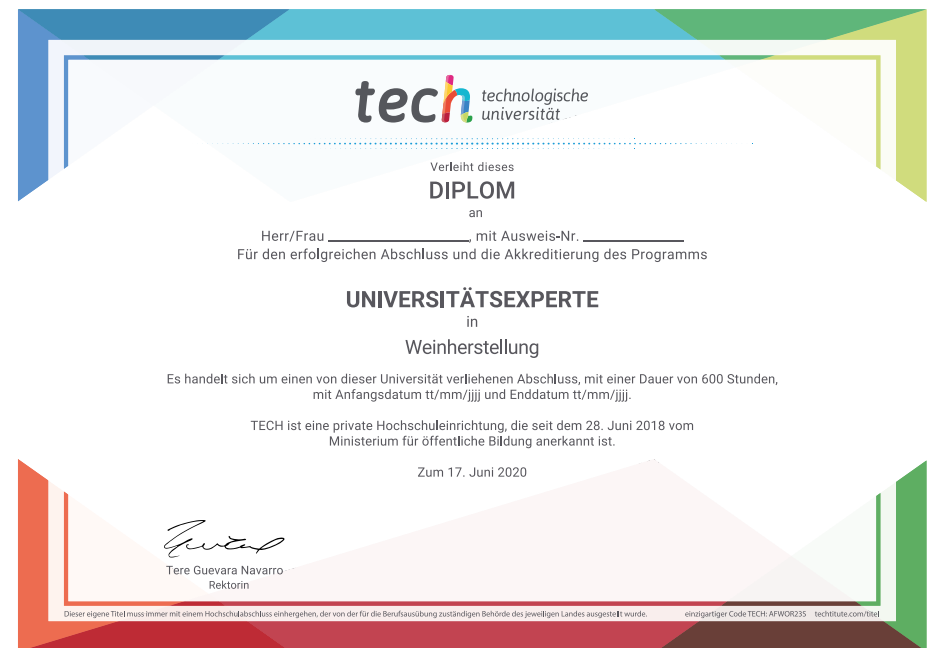 tech technologische
universität
Verleiht dieses
DIPLOM
an
Herr/Frau ____________________, mit Ausweis-Nr. ______________
Für den erfolgreichen Abschluss und die Akkreditierung des Programms
UNIVERSITÄTSEXPERTE
in
Weinherstellung
Es handelt sich um einen von dieser Universität verliehenen Abschluss, mit einer Dauer von 600 Stunden,
mit Anfangsdatum tt/mm/jjjj und Enddatum tt/mm/jjjj.
TECH ist eine private Hochschuleinrichtung, die seit dem 28. Juni 2018 vom
Ministerium für öffentliche Bildung anerkannt ist.
Zum 17. Juni 2020
Tere Guevara Navarro
Rektorin
Dieser eigene Titel muss immer mit einem Hochschulabschluss einhergehen, der von der für die Berufsausübung zuständigen Behörde des jeweiligen Landes ausgestellt wurde. einzigartiger Code TECH: AFWOR23S techtitute.com/titel